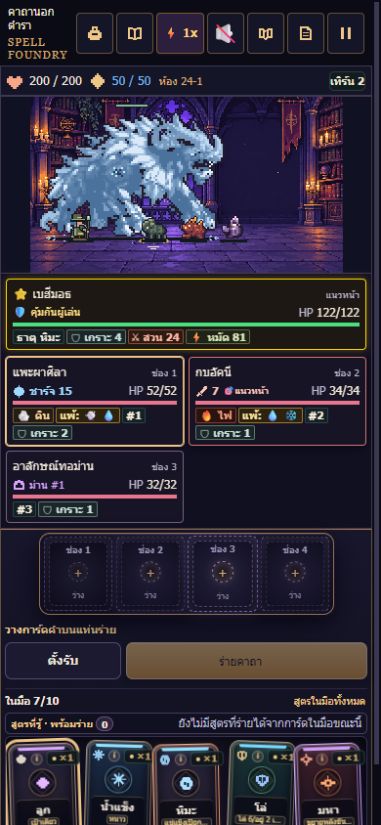 คาถานอก
ตำรา
SPELL
FOUNDRY
1x
200 / 200
50 / 50
ห้อง 24-1
เทิร์น 2
เบฮีมอธ
แนวหน้า
คุ้มกันผู้เล่น
HP 122/122
ธาตุ หิมะ
เกราะ 4
สวน 24
หมัด 81
แพะผาศิลา
ช่อง 1
ชาร์จ 15
HP 52/52
ดิน
แพ้:
#1
เกราะ 2
กบอัคนี
ช่อง 2
7
แนวหน้า
HP 34/34
ไฟ
แพ้:
#2
เกราะ 1
อาลักษณ์ทอม่าน
ช่อง 3
ม่าน #1
HP 32/32
#3
เกราะ 1
ช่อง 1
ช่อง 2
ช่อง 3
ช่อง 4
ว่าง
ว่าง
ว่าง
ว่าง
วางการ์ดคำบนแท่นร่าย
ตั้งรับ
ร่ายคาถา
ในมือ 7/10
สูตรในมือทั้งหมด
สูตรที่รู้ · พร้อมร่าย 0
ยังไม่มีสูตรที่ร่ายได้จากการ์ดในมือขณะนี้
×1
×1
×1
×1
×1
ลูก
น้ำแข็ง
หิมะ
โล่
มหา
เป้าเดี่ยว
หนาว